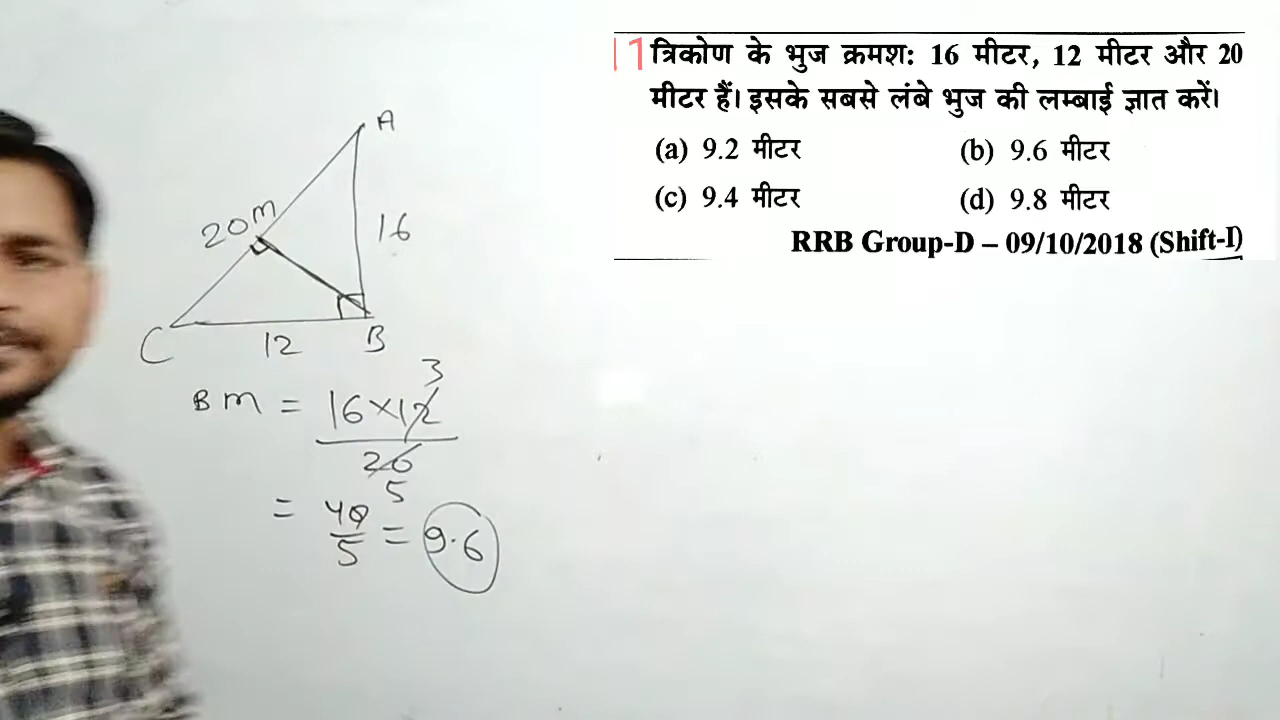 11 त्रिकोण के भुज क्रमश: 16 मीटर, 12 मीटर और 20
मीटर हैं। इसके सबसे लंबे भुज की लम्बाई ज्ञात करें।
(a) 9.2 मीटर (b) 9.6 मीटर
(c) 9.4 मीटर (d) 9.8 मीटर
RRB Group-D – 09/10/2018 (Shift-I)
A
20 M
16
C 12 B
3
BM = 16×12
20
5
= 48
5 = 9.6